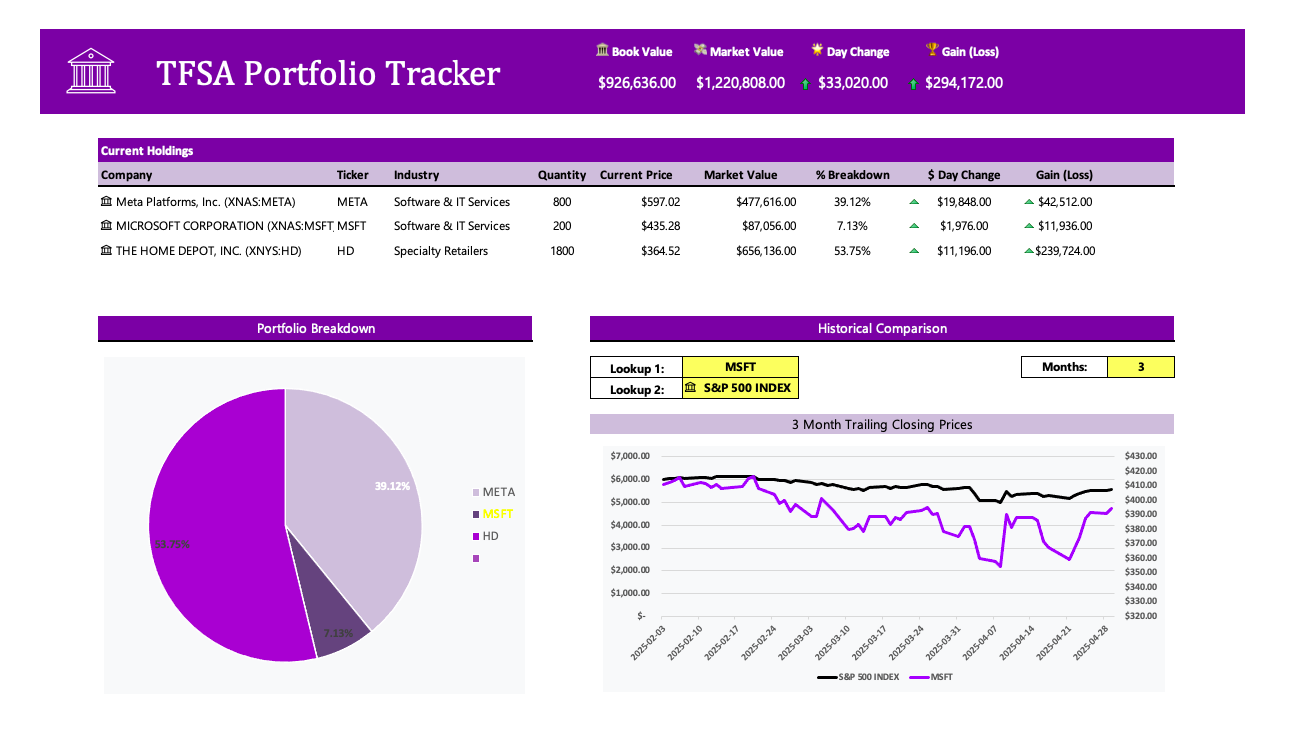 TFSA Portfolio Tracker
Book Value Market Value Day Change Gain (Loss)
$926,636.00 $1,220,808.00 $33,020.00 $294,172.00
Current Holdings
Company Ticker Industry Quantity Current Price Market Value % Breakdown $ Day Change Gain (Loss)
Meta Platforms, Inc. (XNAS:META) META Software & IT Services 800 $597.02 $477,616.00 39.12% $19,848.00 $42,512.00
MICROSOFT CORPORATION (XNAS:MSFT MSFT Software & IT Services 200 $435.28 $87,056.00 7.13% $1,976.00 $11,936.00
THE HOME DEPOT, INC. (XNYS:HD) HD Specialty Retailers 1800 $364.52 $656,136.00 53.75% $11,196.00 $239,724.00
Portfolio Breakdown
39.12%
53.75%
7.13%
META
MSFT
HD
Historical Comparison
Lookup 1: MSFT
Lookup 2: S&P 500 INDEX
Months: 3
3 Month Trailing Closing Prices
$7,000.00
$6,000.00
$5,000.00
$4,000.00
$3,000.00
$2,000.00
$1,000.00
$-
$430.00
$420.00
$410.00
$400.00
$390.00
$380.00
$370.00
$360.00
$350.00
$340.00
$330.00
$320.00
2025-02-03 2025-02-10 2025-02-17 2025-02-24 2025-03-03 2025-03-10 2025-03-17 2025-03-24 2025-03-31 2025-04-07 2025-04-14 2025-04-21 2025-04-28
S&P 500 INDEX MSFT